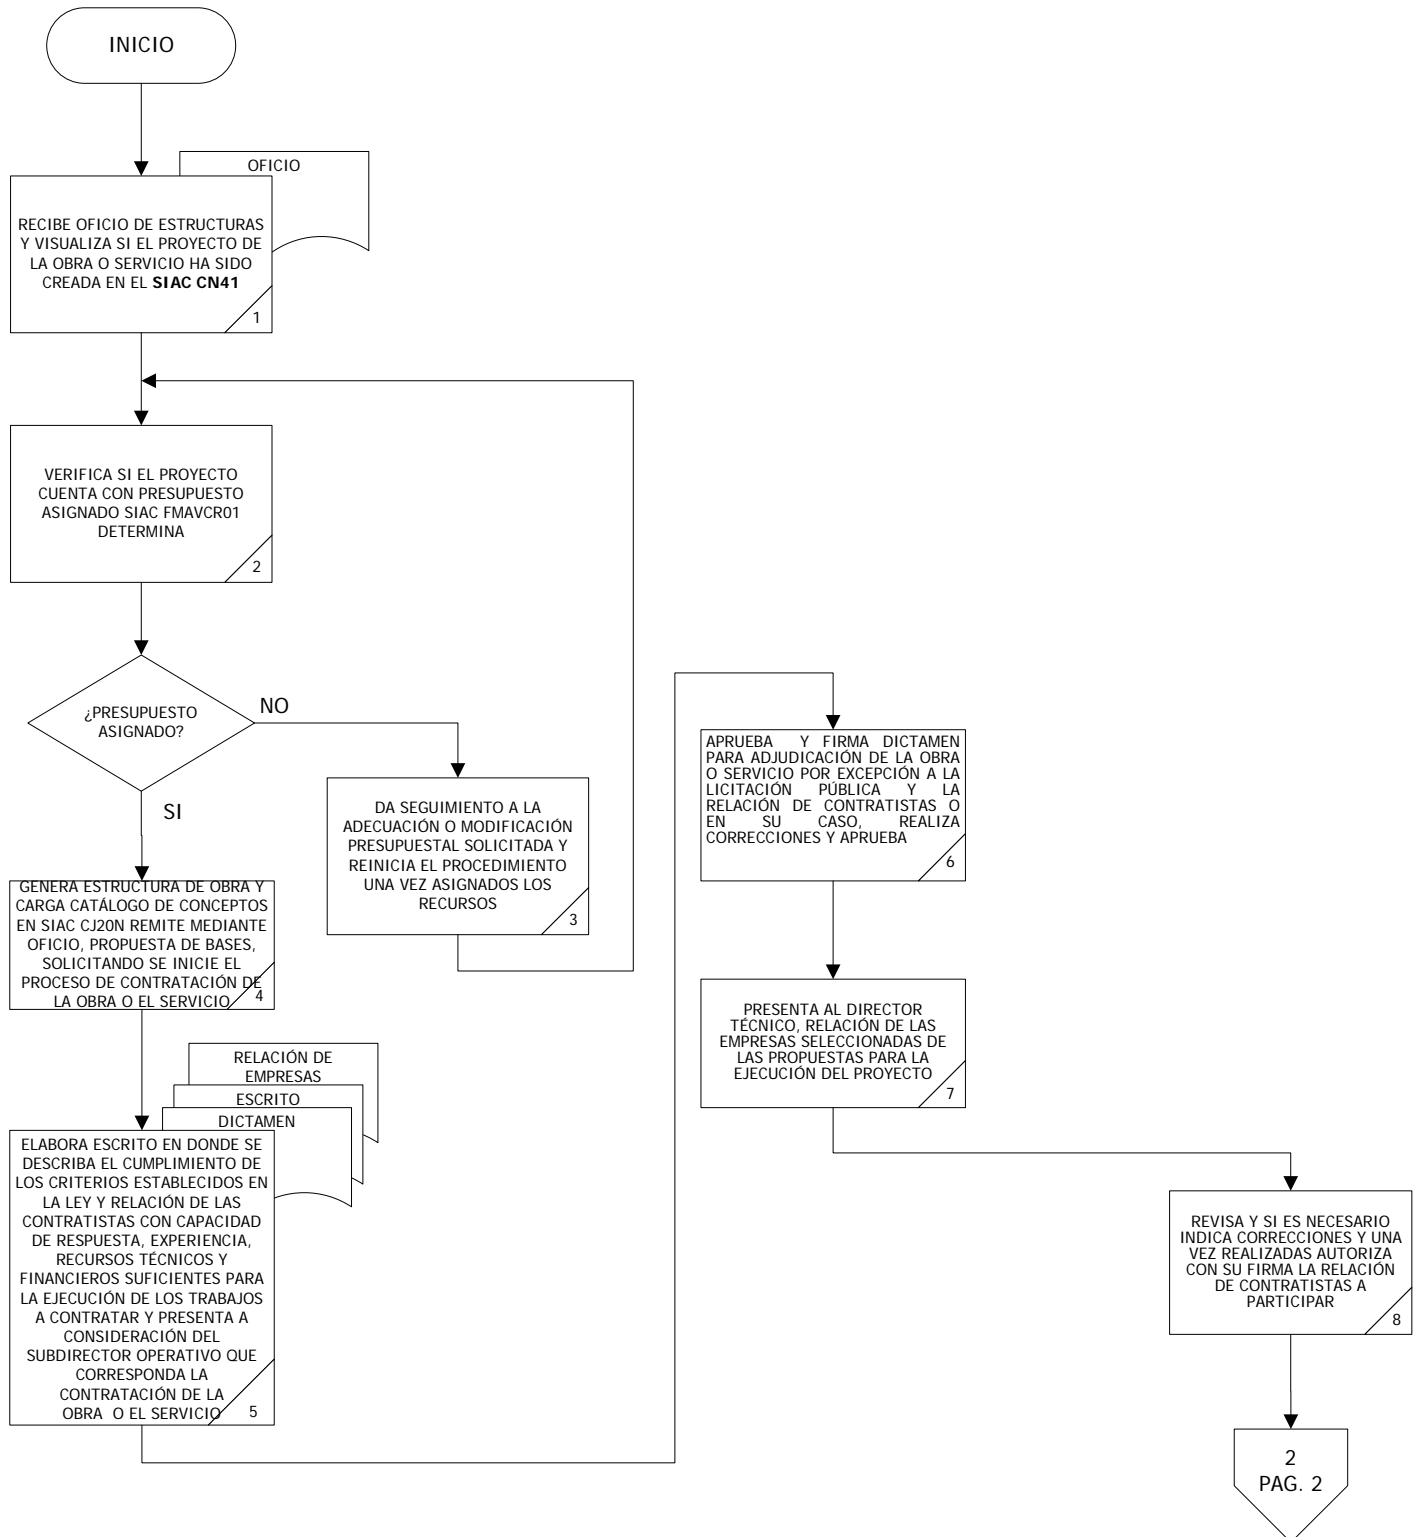 INICIO
OFICIO
RECIBE OFICIO DE ESTRUCTURAS
Y VISUALIZA SI EL PROYECTO DE
LA OBRA O SERVICIO HA SIDO
CREADA EN EL SIAC CN41
1
VERIFICA SI EL PROYECTO
CUENTA CON PRESUPUESTO
ASIGNADO SIAC FMAVCR01
DETERMINA
2
¿PRESUPUESTO
ASIGNADO?
NO
SI
DA SEGUIMIENTO A LA
ADECUACIÓN O MODIFICACIÓN
PRESUPUESTAL SOLICITADA Y
REINICIA EL PROCEDIMIENTO
UNA VEZ ASIGNADOS LOS
RECURSOS
3
GENERA ESTRUCTURA DE OBRA Y
CARGA CATÁLOGO DE CONCEPTOS
EN SIAC CJ20N REMITE MEDIANTE
OFICIO, PROPUESTA DE BASES,
SOLICITANDO SE INICIE EL
PROCESO DE CONTRATACIÓN DE
LA OBRA O EL SERVICIO
4
RELACIÓN DE
EMPRESAS
ESCRITO
DICTAMEN
ELABORA ESCRITO EN DONDE SE
DESCRIBA EL CUMPLIMIENTO DE
LOS CRITERIOS ESTABLECIDOS EN
LA LEY Y RELACIÓN DE LAS
CONTRATISTAS CON CAPACIDAD
DE RESPUESTA, EXPERIENCIA,
RECURSOS TÉCNICOS Y
FINANCIEROS SUFICIENTES PARA
LA EJECUCIÓN DE LOS TRABAJOS
A CONTRATAR Y PRESENTA A
CONSIDERACIÓN DEL
SUBDIRECTOR OPERATIVO QUE
CORRESPONDA LA
CONTRATACIÓN DE LA
OBRA O EL SERVICIO
5
APRUEBA Y FIRMA DICTAMEN
PARA ADJUDICACIÓN DE LA OBRA
O SERVICIO POR EXCEPCIÓN A LA
LICITACIÓN PÚBLICA Y LA
RELACIÓN DE CONTRATISTAS O
EN SU CASO, REALIZA
CORRECCIONES Y APRUEBA
6
PRESENTA AL DIRECTOR
TÉCNICO, RELACIÓN DE LAS
EMPRESAS SELECCIONADAS DE
LAS PROPUESTAS PARA LA
EJECUCIÓN DEL PROYECTO
7
REVISA Y SI ES NECESARIO
INDICA CORRECCIONES Y UNA
VEZ REALIZADAS AUTORIZA
CON SU FIRMA LA RELACIÓN
DE CONTRATISTAS A
PARTICIPAR
8
2
PAG. 2